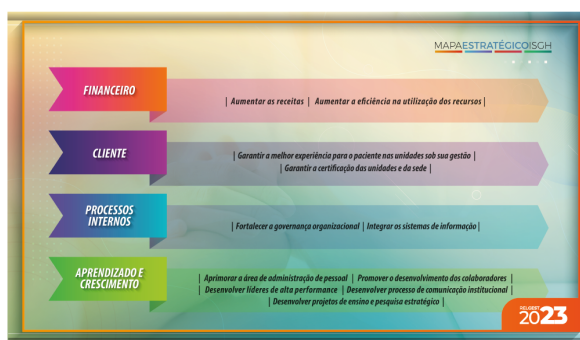 MAPAESTRATÉGICOISGH
FINANCEIRO
| Aumentar as receitas | Aumentar a eficiência na utilização dos recursos |
CLIENTE
| Garantir a melhor experiência para o paciente nas unidades sob sua gestão |
| Garantir a certificação das unidades e da sede |
PROCESSOS
INTERNOS
| Fortalecer a governança organizacional | Integrar os sistemas de informação |
APRENDIZADO E
CRESCIMENTO
| Aprimorar a área de administração de pessoal | Promover o desenvolvimento dos colaboradores |
| Desenvolver líderes de alta performance | Desenvolver processo de comunicação institucional |
| Desenvolver projetos de ensino e pesquisa estratégico |
RELGEST
2023